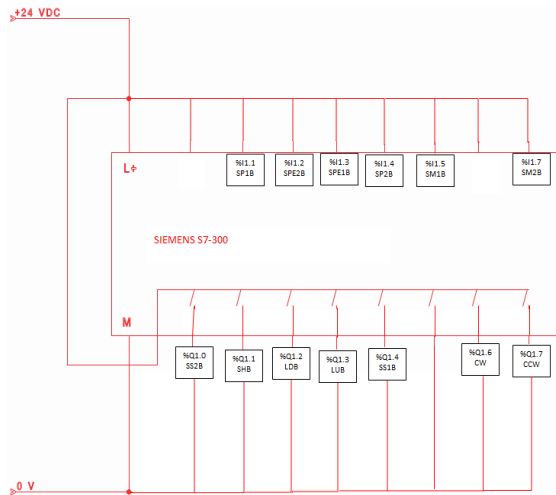 +24 VDC
L+
%I1.1
SP1B
%I1.2
SPE2B
%I1.3
SPE1B
%I1.4
SP2B
%I1.5
SM1B
%I1.7
SM2B
SIEMENS S7-300
M
%Q1.0
SS2B
%Q1.1
SHB
%Q1.2
LDB
%Q1.3
LUB
%Q1.4
SS1B
%Q1.6
CW
%Q1.7
CCW
0 V